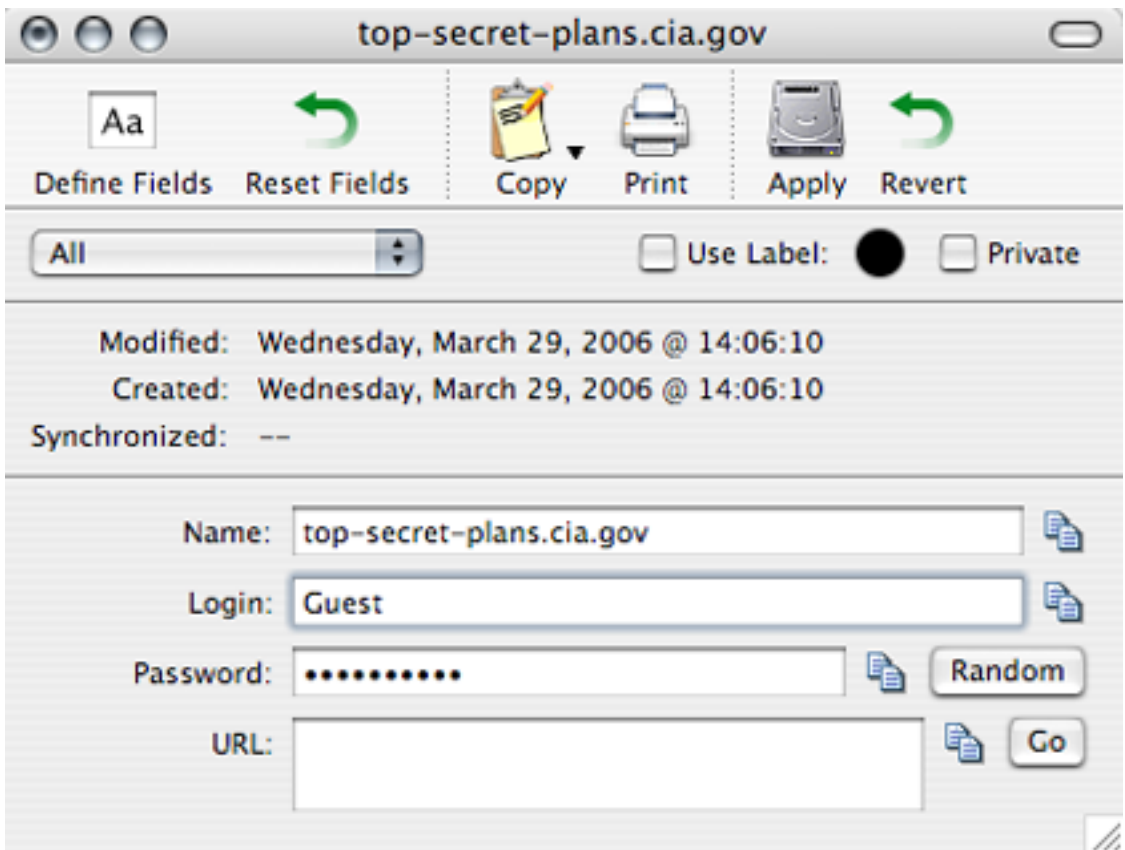 top-secret-plans.cia.gov
Aa
Define Fields Reset Fields Copy Print Apply Revert
All Use Label: Private
Modified: Wednesday, March 29, 2006 @ 14:06:10
Created: Wednesday, March 29, 2006 @ 14:06:10
Synchronized: --
Name: top-secret-plans.cia.gov
Login: Guest
Password: •••••••••• Random
URL: Go